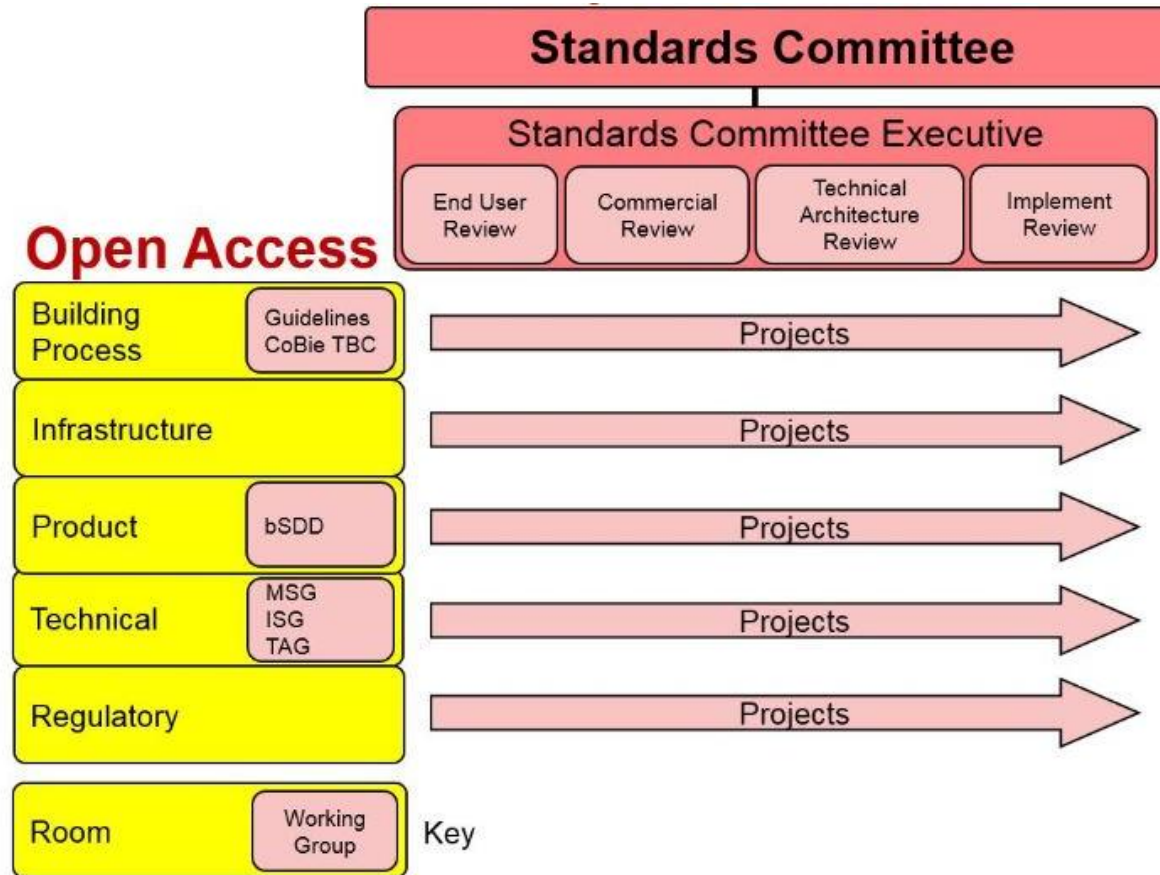 Standards Committee
Standards Committee Executive
End User
Review
Commercial
Review
Technical
Architecture
Review
Implement
Review
Open Access
Building
Process
Guidelines
CoBie TBC
Projects
Infrastructure
Projects
Product
bSDD
Projects
Technical
MSG
ISG
TAG
Projects
Regulatory
Projects
Room
Working
Group
Key